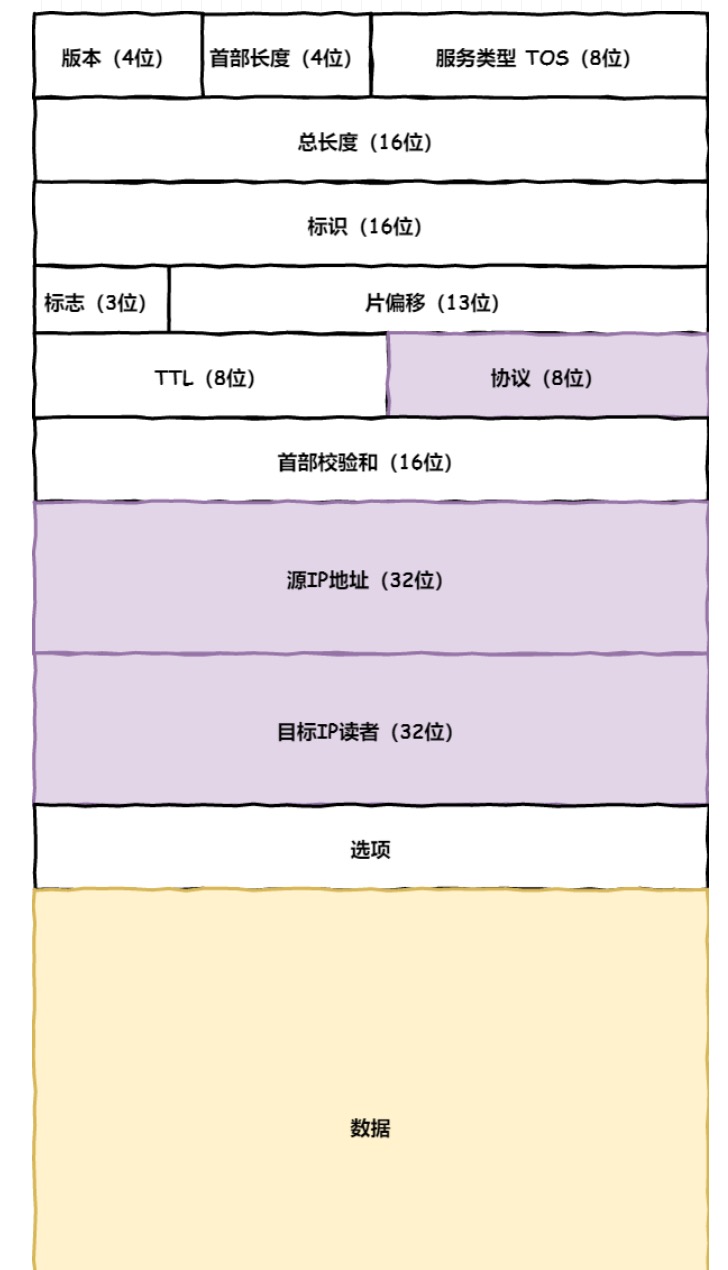 版本（4位）
首部长度（4位）
服务类型 TOS（8位）
总长度（16位）
标识（16位）
标志（3位）
片偏移（13位）
TTL（8位）
协议（8位）
首部校验和（16位）
源IP地址（32位）
目标IP读者（32位）
选项
数据